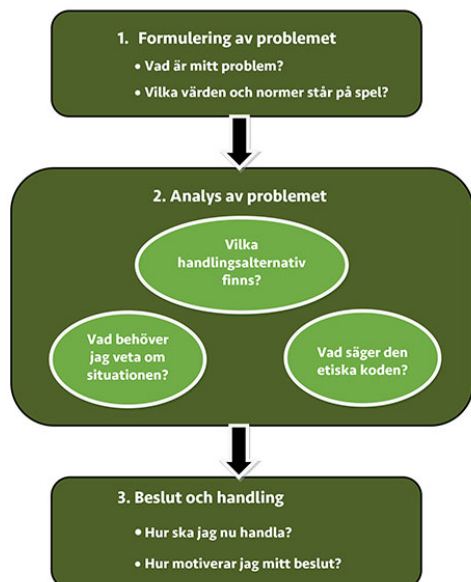 1. Formulering av problemet
• Vad är mitt problem?
• Vilka värden och normer står på spel?
2. Analys av problemet
Vilka
handlingsalternativ
finns?
Vad behöver
jag veta om
situationen?
Vad säger den
etiska koden?
3. Beslut och handling
• Hur ska jag nu handla?
• Hur motiverar jag mitt beslut?